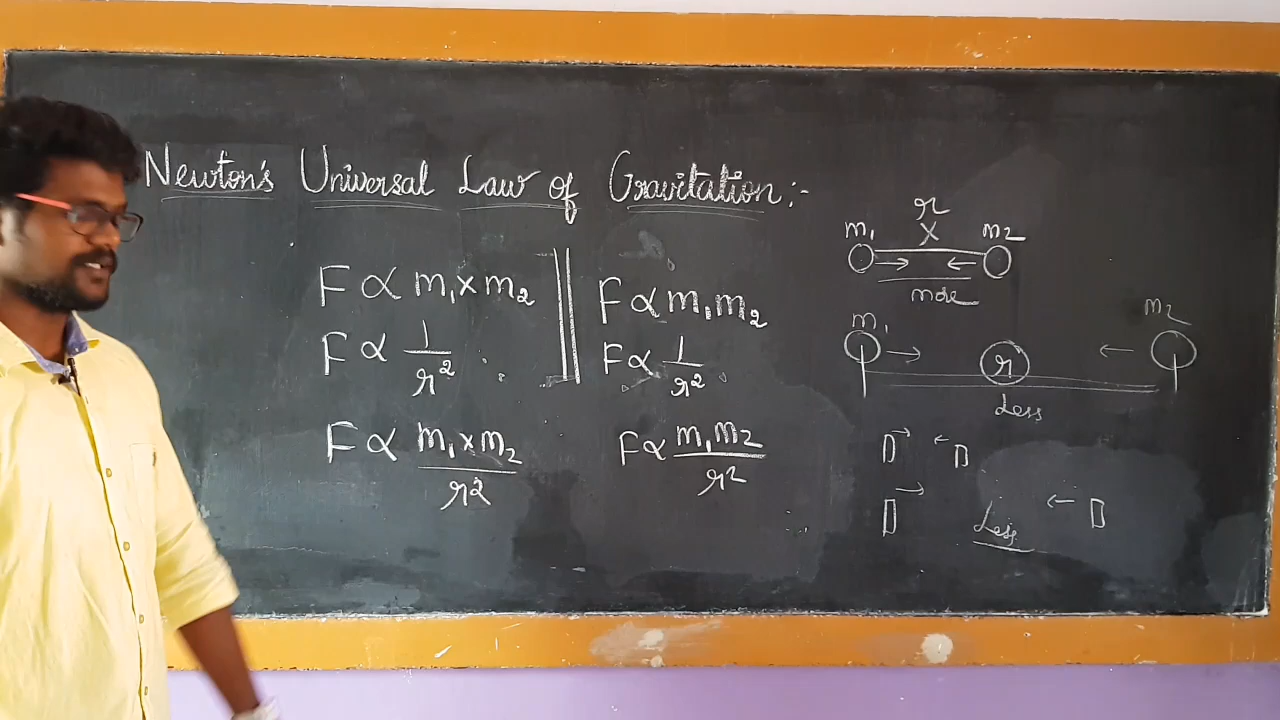 Newton's Universal Law of Gravitation:-
F ∝ m₁ × m₂
F ∝ 1/r²
F ∝ m₁ × m₂ / r²
F ∝ m₁m₂
F ∝ 1/r²
F ∝ m₁m₂ / r²
r
m₁ × m₂
more
m₁ m₂
r
Less
D → ← D
D → ← D
Less